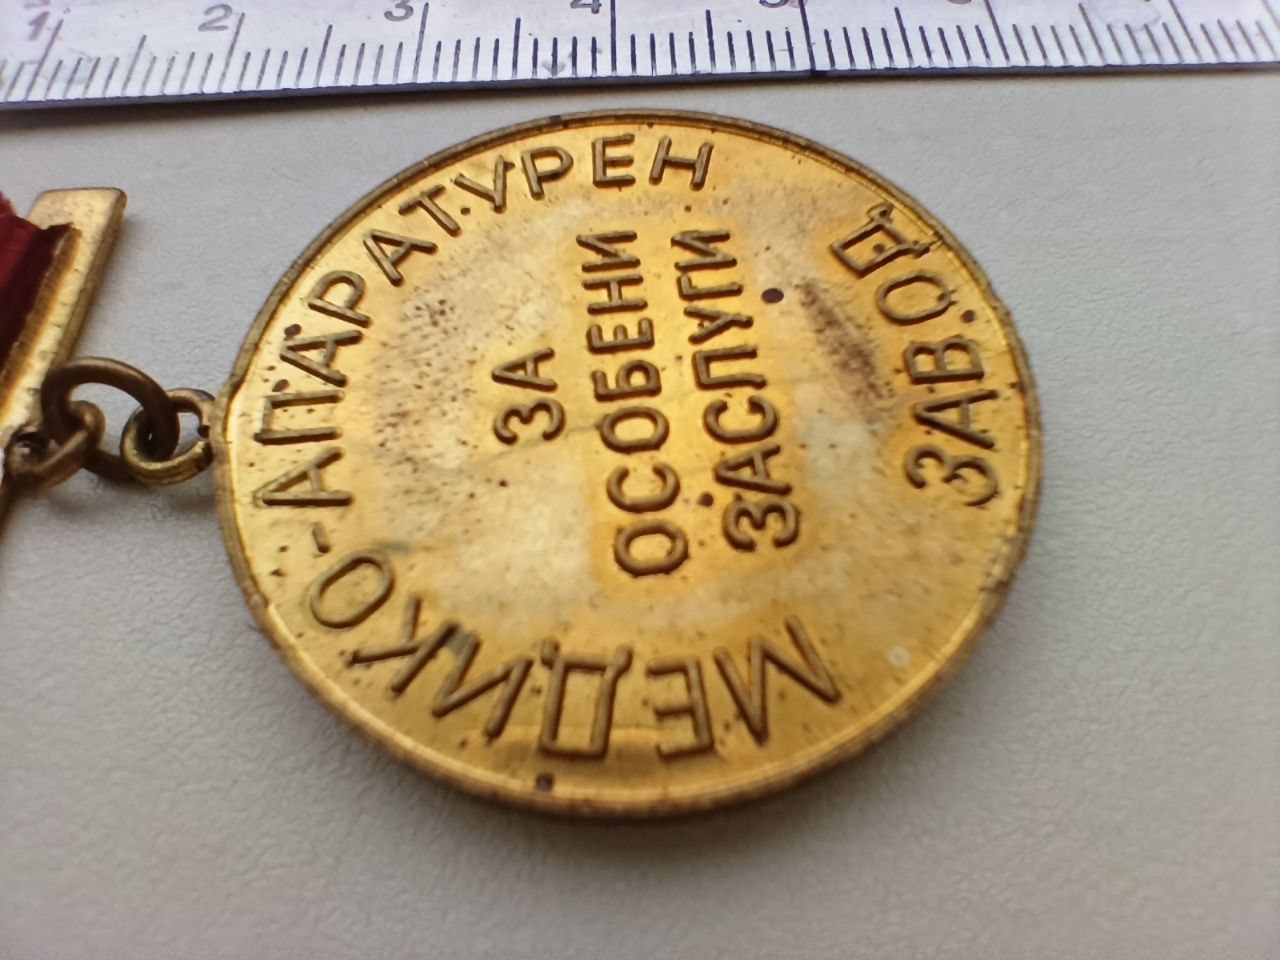 1 2 3 4 5
МЕДИКО-АПАРАТУРЕН
ЗАВОД
ЗА
ОСОБЕНИ
ЗАСЛУГИ